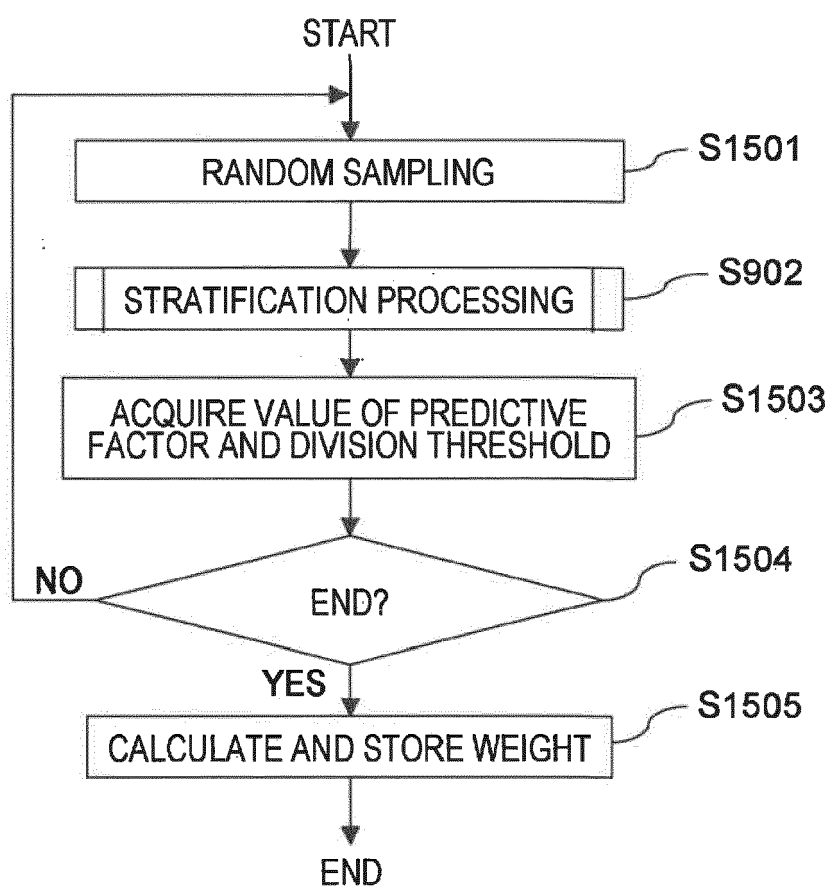 START
RANDOM SAMPLING
S1501
STRATIFICATION PROCESSING
S902
ACQUIRE VALUE OF PREDICTIVE
FACTOR AND DIVISION THRESHOLD
S1503
END?
S1504
NO
YES
CALCULATE AND STORE WEIGHT
S1505
END